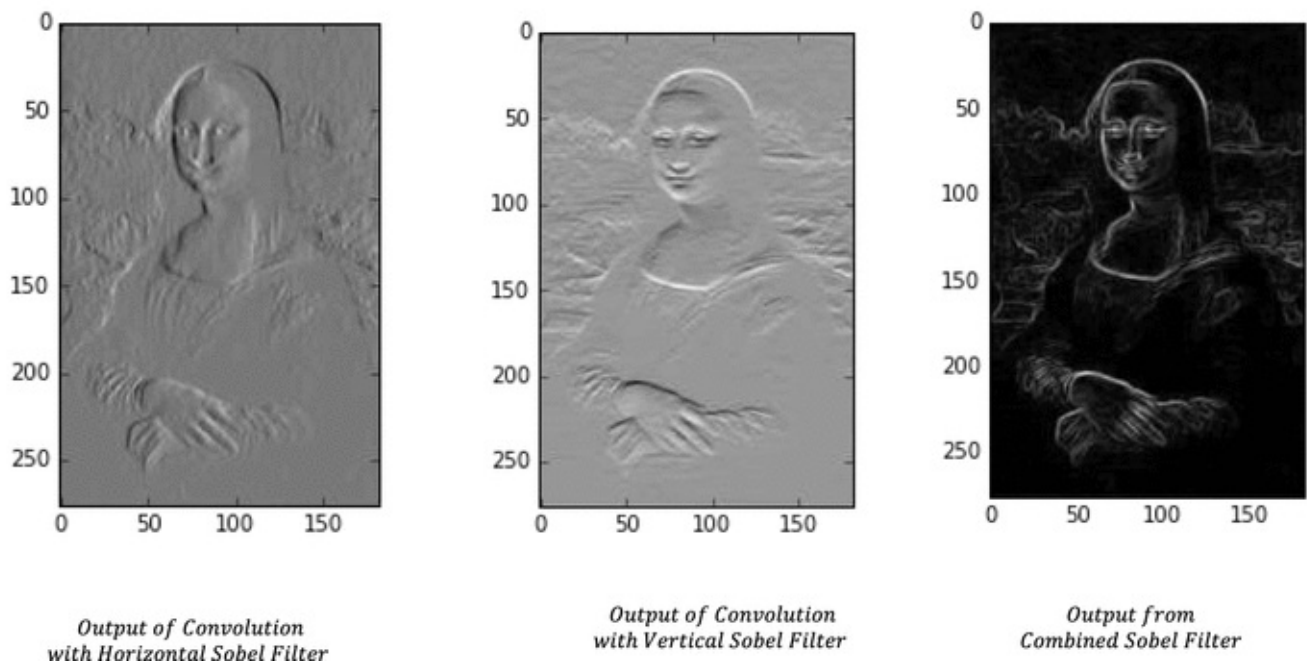 0
50
100
150
200
250
0 50 100 150
0
50
100
150
200
250
0 50 100 150
0
50
100
150
200
250
0 50 100 150
Output of Convolution
with Horizontal Sobel Filter
Output of Convolution
with Vertical Sobel Filter
Output from
Combined Sobel Filter